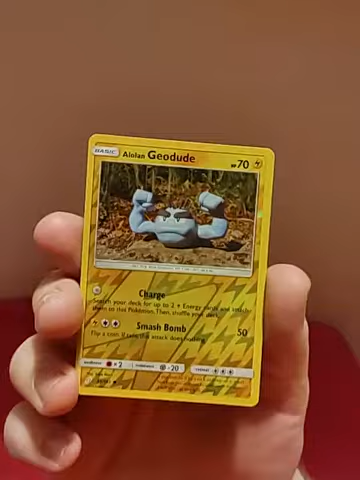 BASIC Alolan Geodude HP70
Charge
Search your deck for up to 2 Energy cards and attach
them to this Pokémon. Then, shuffle your deck.
Smash Bomb 50
Flip a coin. If tails, this attack does nothing.
weakness ×2 resistance -20 retreat